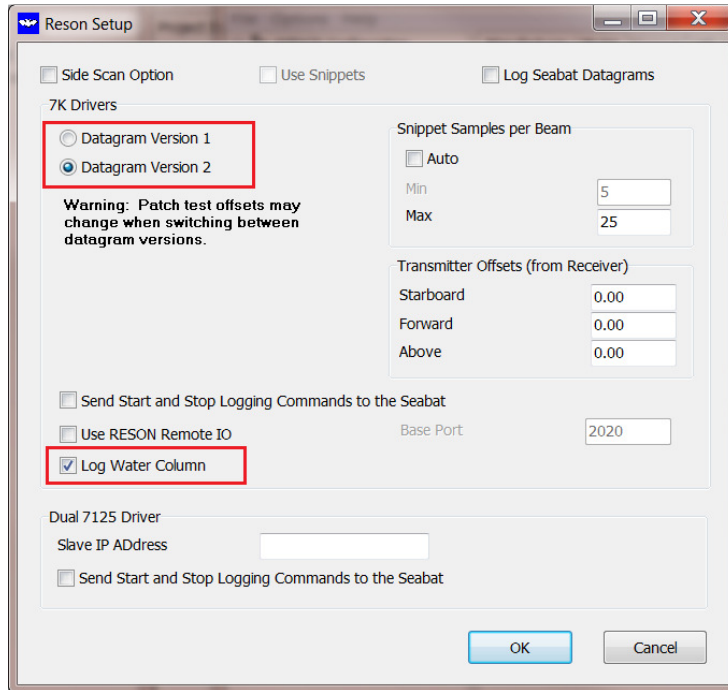 Reson Setup
Side Scan Option
Use Snippets
Log Seabat Datagrams
7K Drivers
Datagram Version 1
Datagram Version 2
Warning: Patch test offsets may
change when switching between
datagram versions.
Snippet Samples per Beam
Auto
Min 5
Max 25
Transmitter Offsets (from Receiver)
Starboard 0.00
Forward 0.00
Above 0.00
Send Start and Stop Logging Commands to the Seabat
Use RESON Remote IO
Base Port 2020
Log Water Column
Dual 7125 Driver
Slave IP ADdress
Send Start and Stop Logging Commands to the Seabat
OK
Cancel